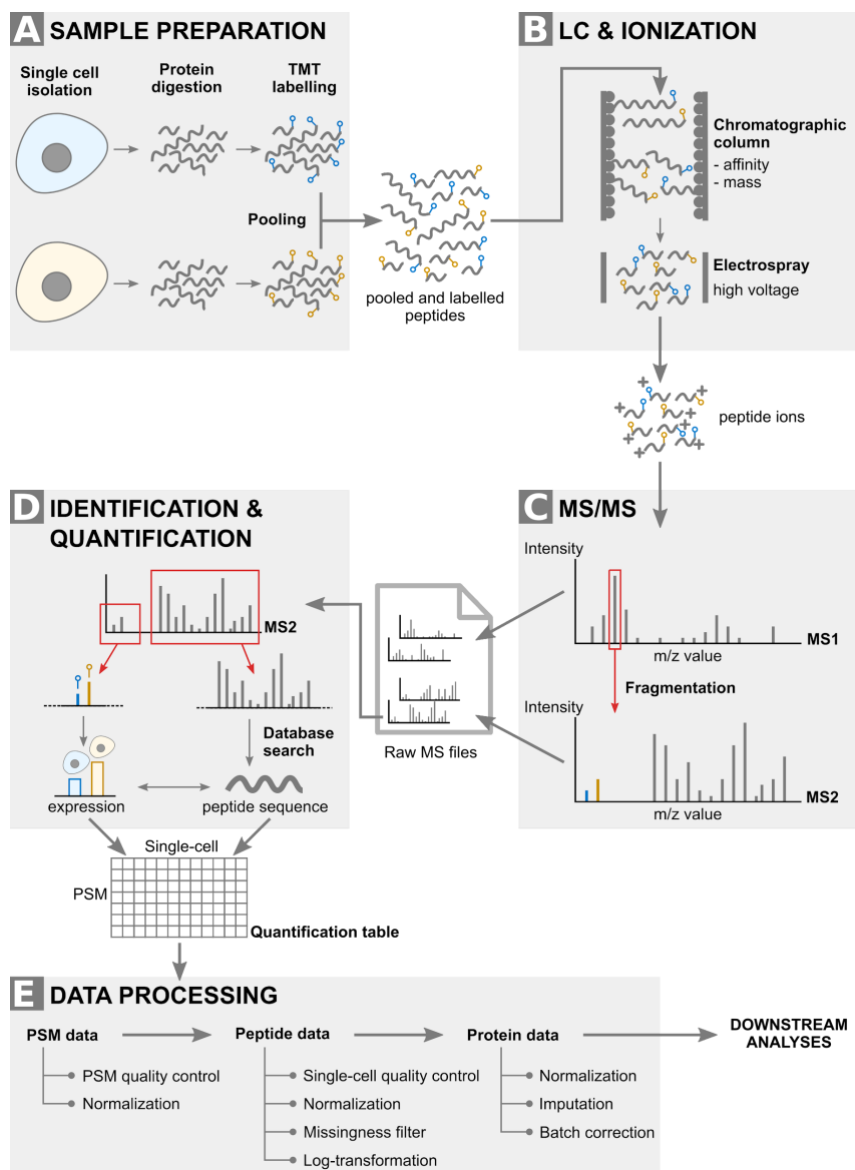 A SAMPLE PREPARATION
Single cell
isolation
Protein
digestion
TMT
labelling
Pooling
pooled and labelled
peptides
B LC & IONIZATION
Chromatographic
column
- affinity
- mass
Electrospray
high voltage
peptide ions
C MS/MS
Intensity
MS1
m/z value
Fragmentation
Intensity
MS2
m/z value
Raw MS files
D IDENTIFICATION &
QUANTIFICATION
MS2
Database
search
expression
peptide sequence
Single-cell
PSM
Quantification table
E DATA PROCESSING
PSM data
PSM quality control
Normalization
Peptide data
Single-cell quality control
Normalization
Missingness filter
Log-transformation
Protein data
Normalization
Imputation
Batch correction
DOWNSTREAM
ANALYSES